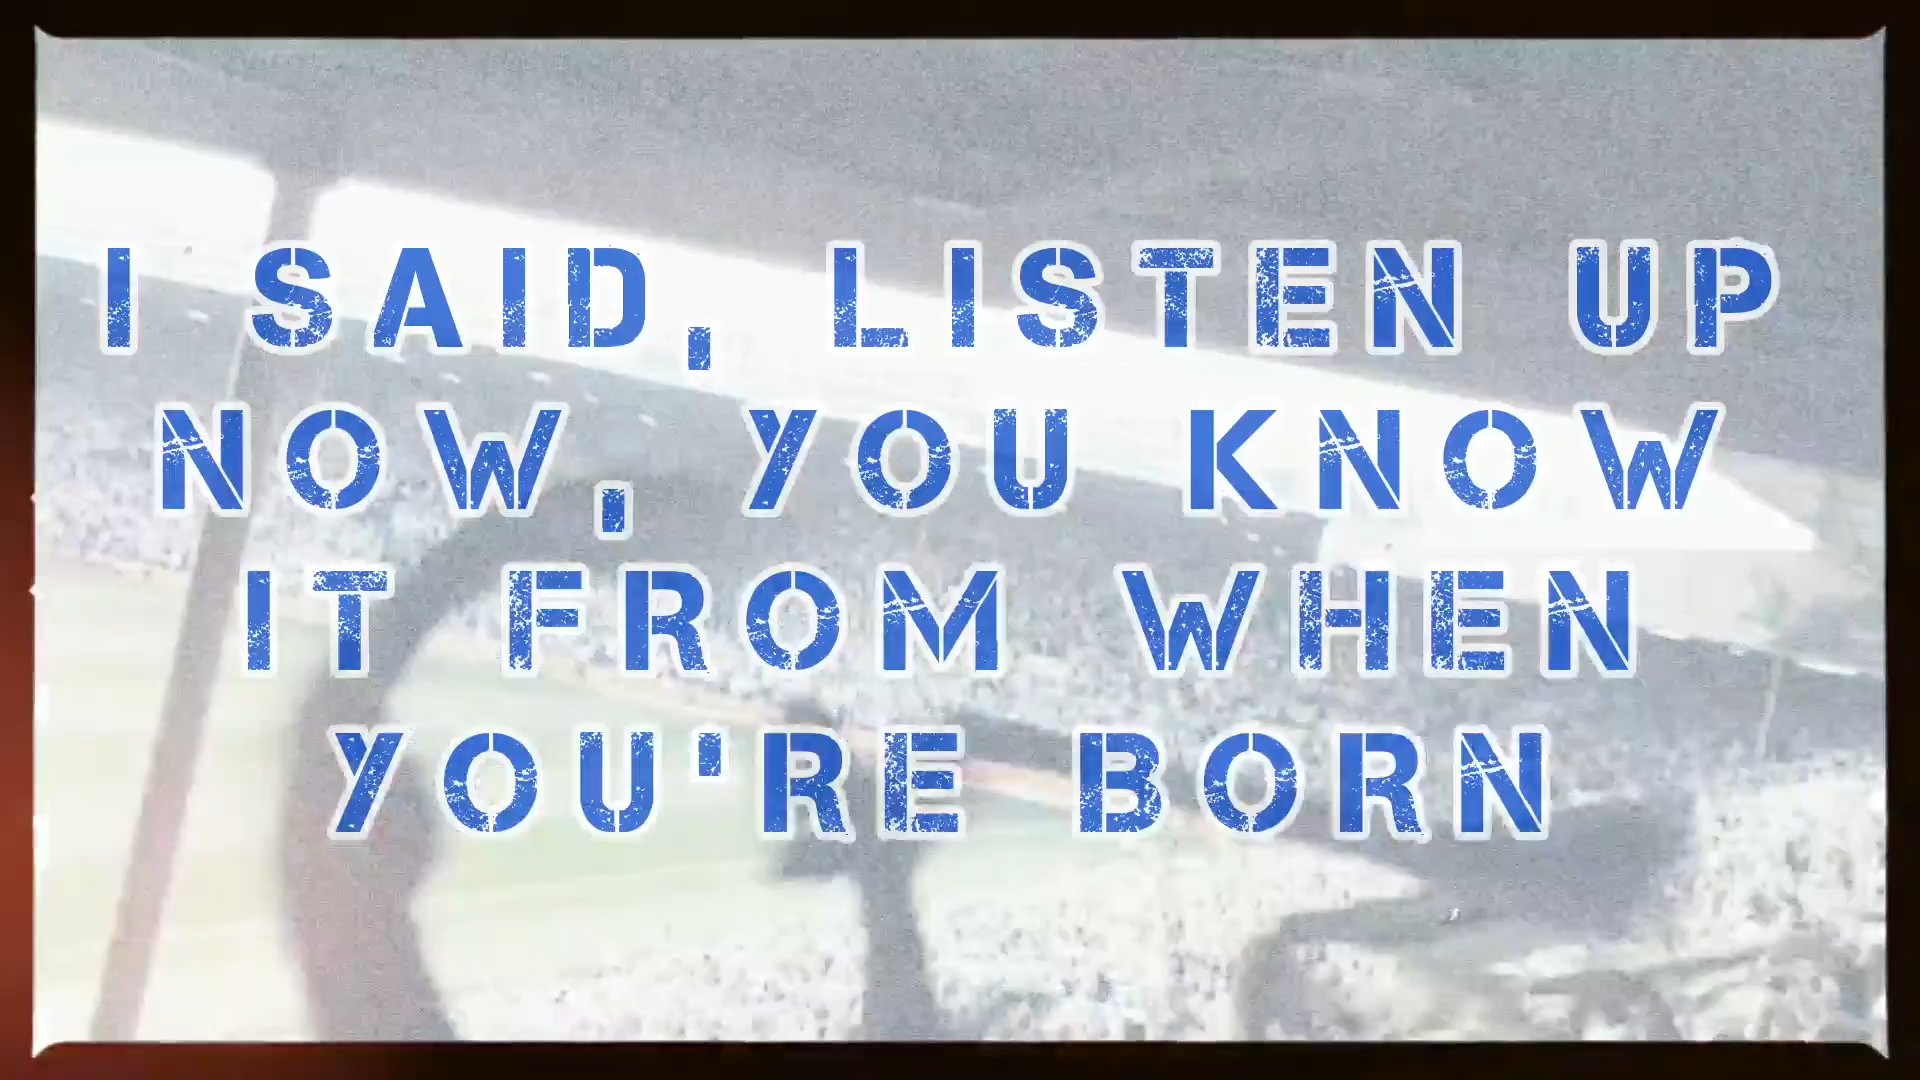 I SAID, LISTEN UP
NOW, YOU KNOW
IT FROM WHEN
YOU'RE BORN